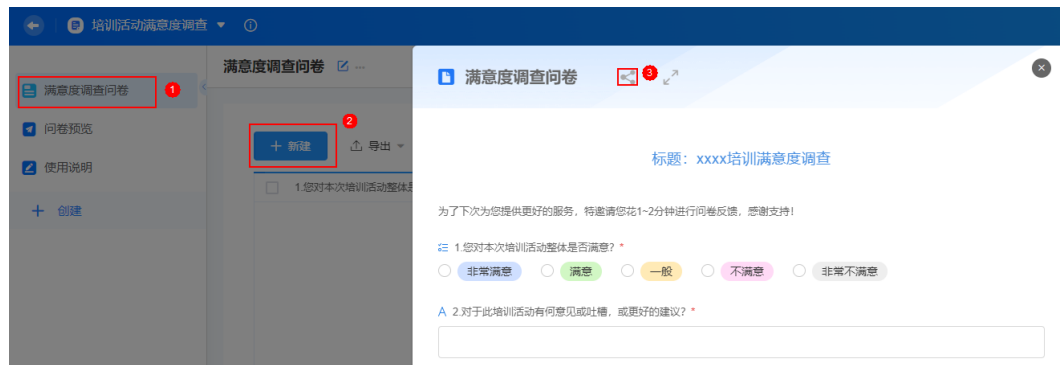 培训活动满意度调查
满意度调查问卷
1
问卷预览
使用说明
创建
满意度调查问卷
2
新建
导出
1.您对本次培训活动整体是
满意度调查问卷
3
标题：xxxx培训满意度调查
为了下次为您提供更好的服务，特邀请您花1~2分钟进行问卷反馈，感谢支持！
1.您对本次培训活动整体是否满意？*
非常满意 满意 一般 不满意 非常不满意
A 2.对于此培训活动有何意见或吐槽，或更好的建议？*